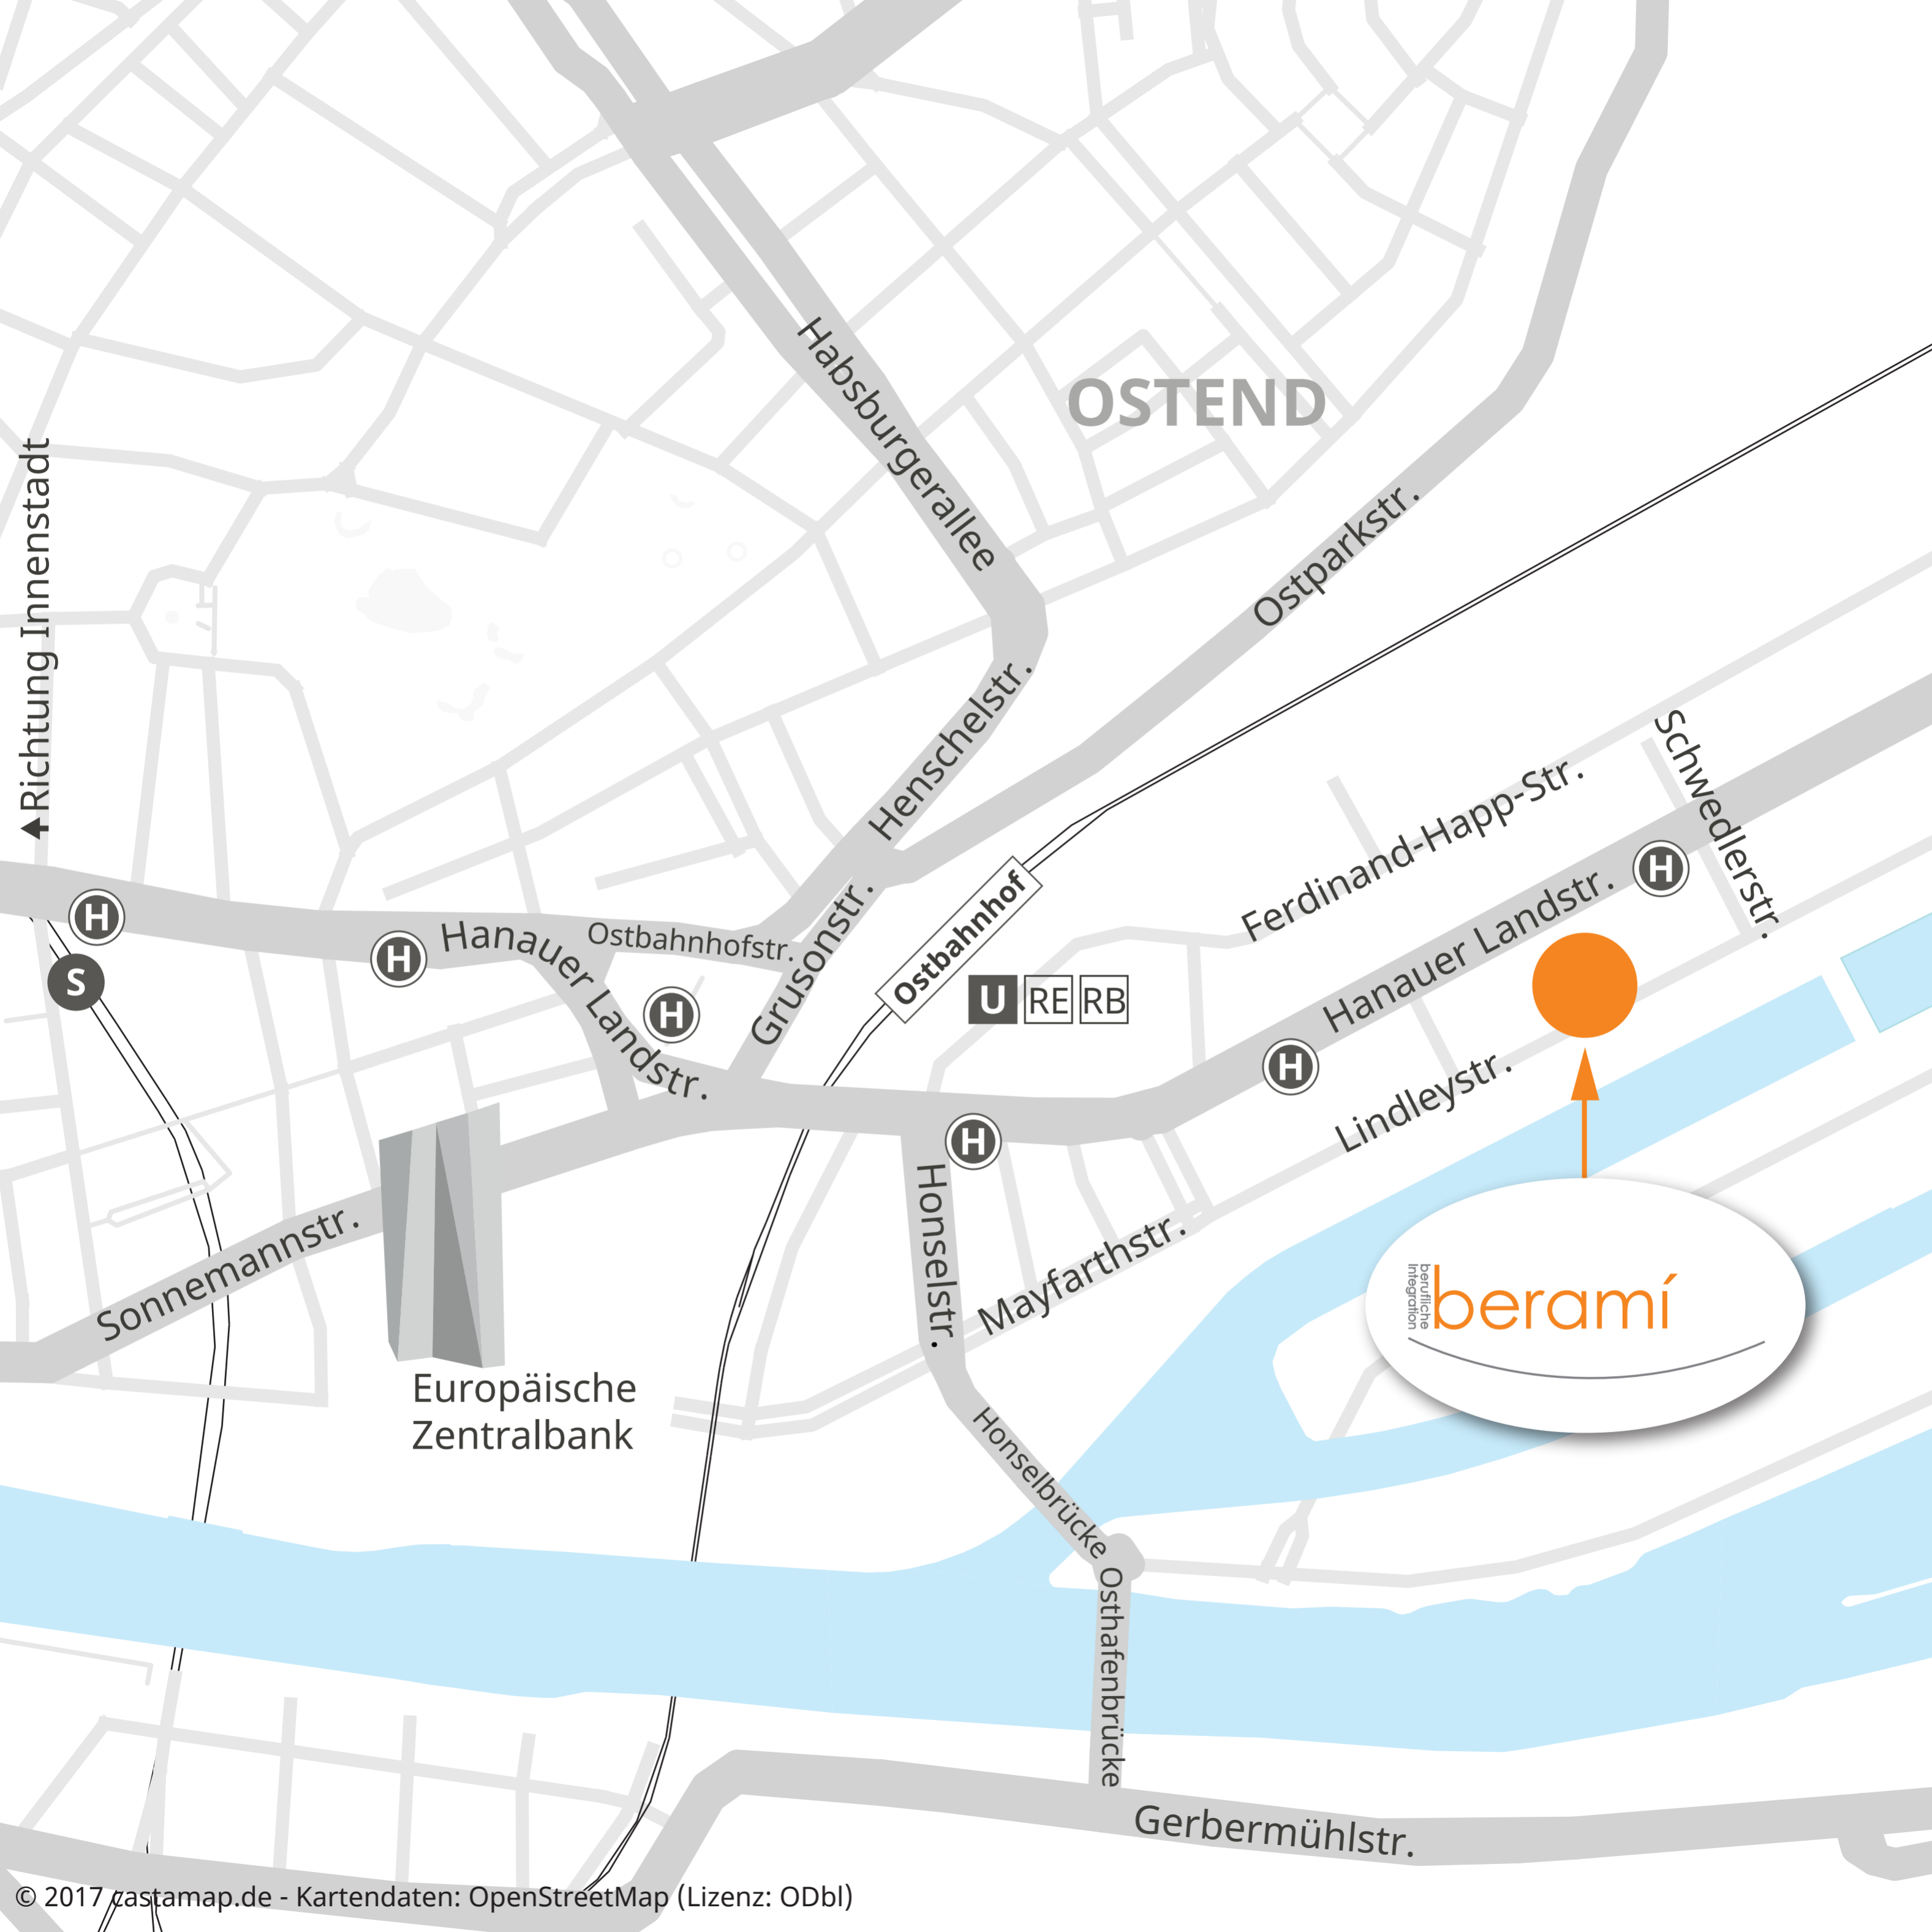 Habsburgerallee
OSTEND
Richtung Innenstadt
Ostparkstr.
Henschelstr.
Schwedlerstr.
Ferdinand-Happ-Str.
H
H
Hanauer Landstr.
Ostbahnhofstr.
Grusonstr.
Ostbahnhof
Hanauer Landstr.
H
S
H
U RE RB
H
H
Lindleystr.
Honselstr.
Mayfarthstr.
Sonnemannstr.
berufliche
Integration
beramí
Europäische
Zentralbank
Honselbrücke
Osthafenbrücke
Gerbermühlstr.
© 2017 castamap.de - Kartendaten: OpenStreetMap (Lizenz: ODbl)